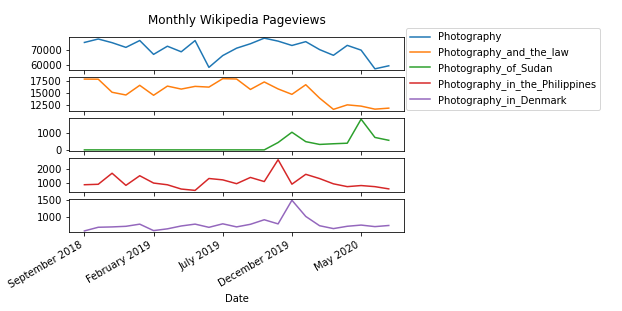 Monthly Wikipedia Pageviews
70000
60000
17500
15000
12500
1000
0
2000
1000
1500
1000
September 2018
February 2019
July 2019
December 2019
May 2020
Date
Photography
Photography_and_the_law
Photography_of_Sudan
Photography_in_the_Philippines
Photography_in_Denmark